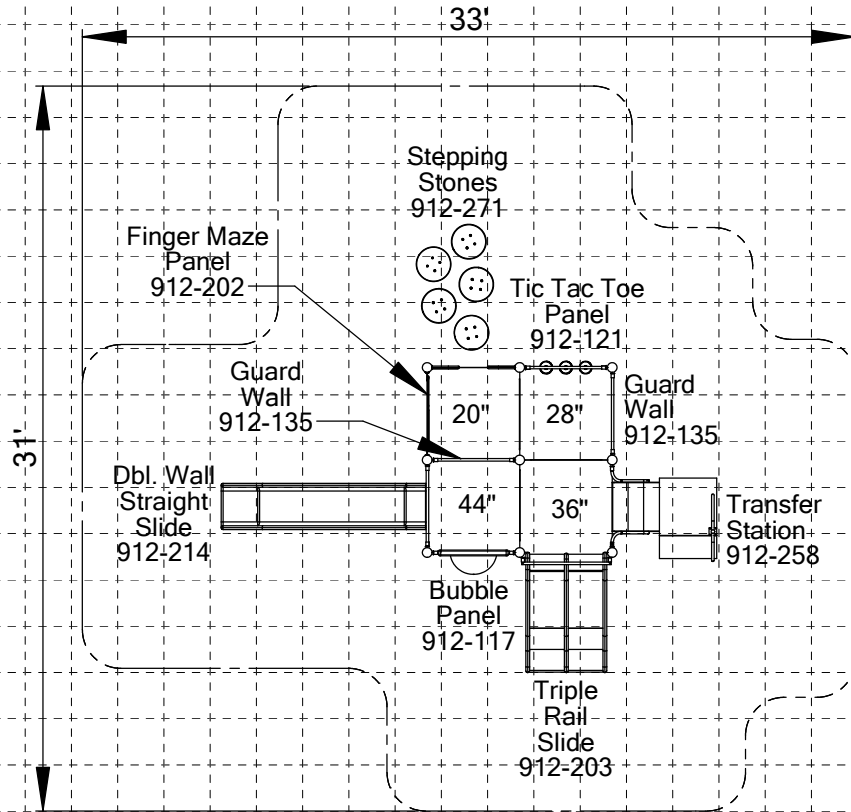 33'
31'
Stepping
Stones
912-271
Finger Maze
Panel
912-202
Tic Tac Toe
Panel
912-121
Guard
Wall
912-135
Guard
Wall
912-135
20"
28"
44"
36"
Dbl. Wall
Straight
Slide
912-214
Transfer
Station
912-258
Bubble
Panel
912-117
Triple
Rail
Slide
912-203